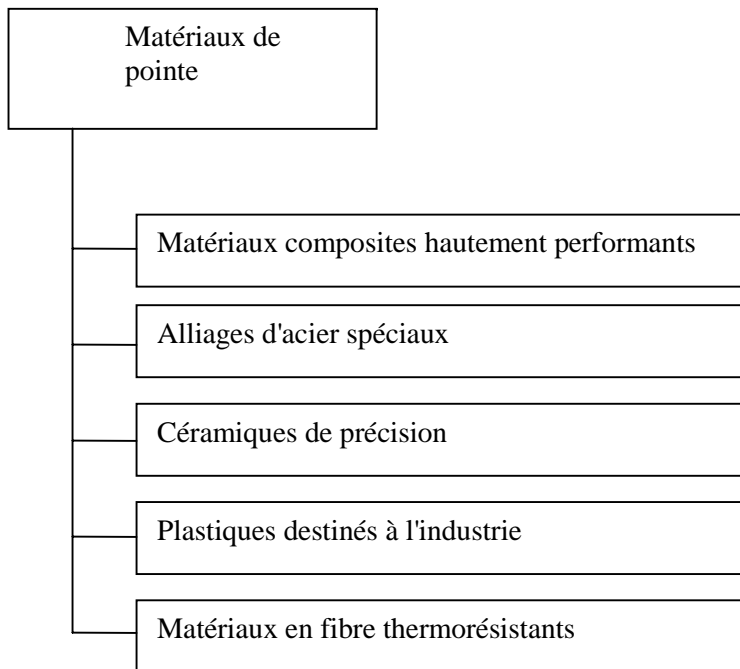 Matériaux de
pointe
Matériaux composites hautement performants
Alliages d'acier spéciaux
Céramiques de précision
Plastiques destinés à l'industrie
Matériaux en fibre thermorésistants